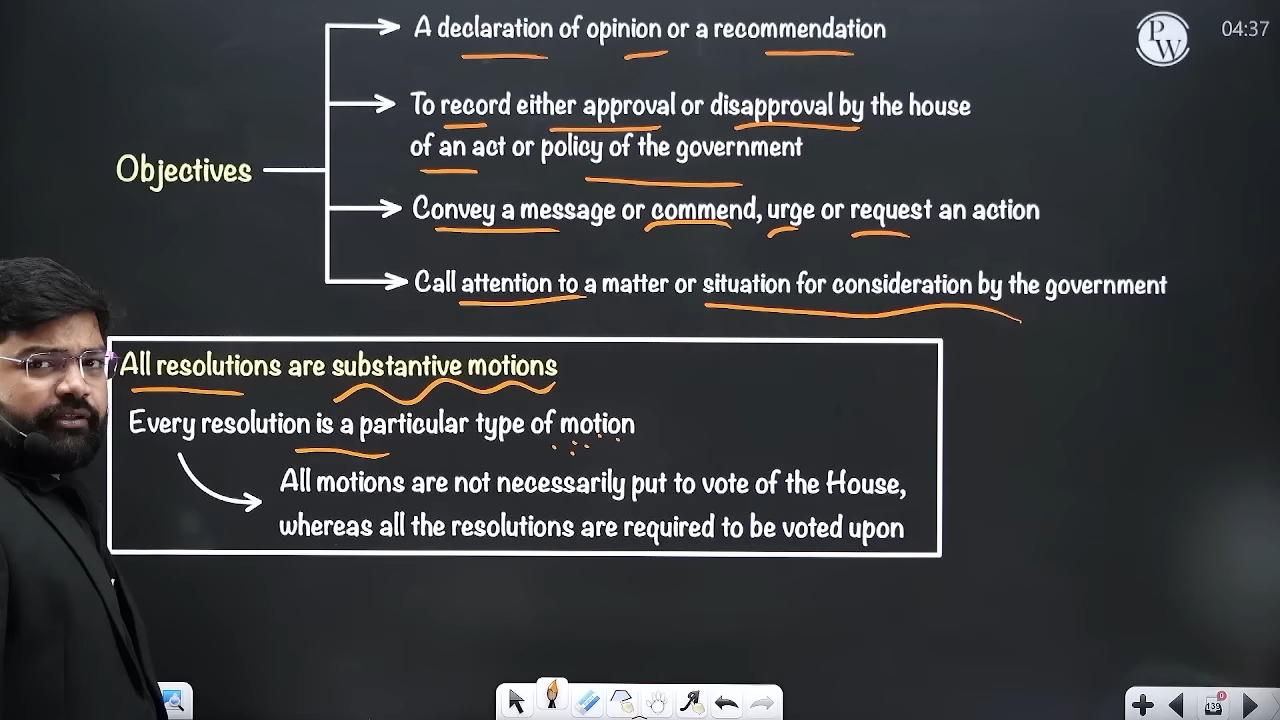 A declaration of opinion or a recommendation
PW
04:37
To record either approval or disapproval by the house
of an act or policy of the government
Objectives
Convey a message or commend, urge or request an action
Call attention to a matter or situation for consideration by the government
All resolutions are substantive motions
Every resolution is a particular type of motion
All motions are not necessarily put to vote of the House,
whereas all the resolutions are required to be voted upon
139
0